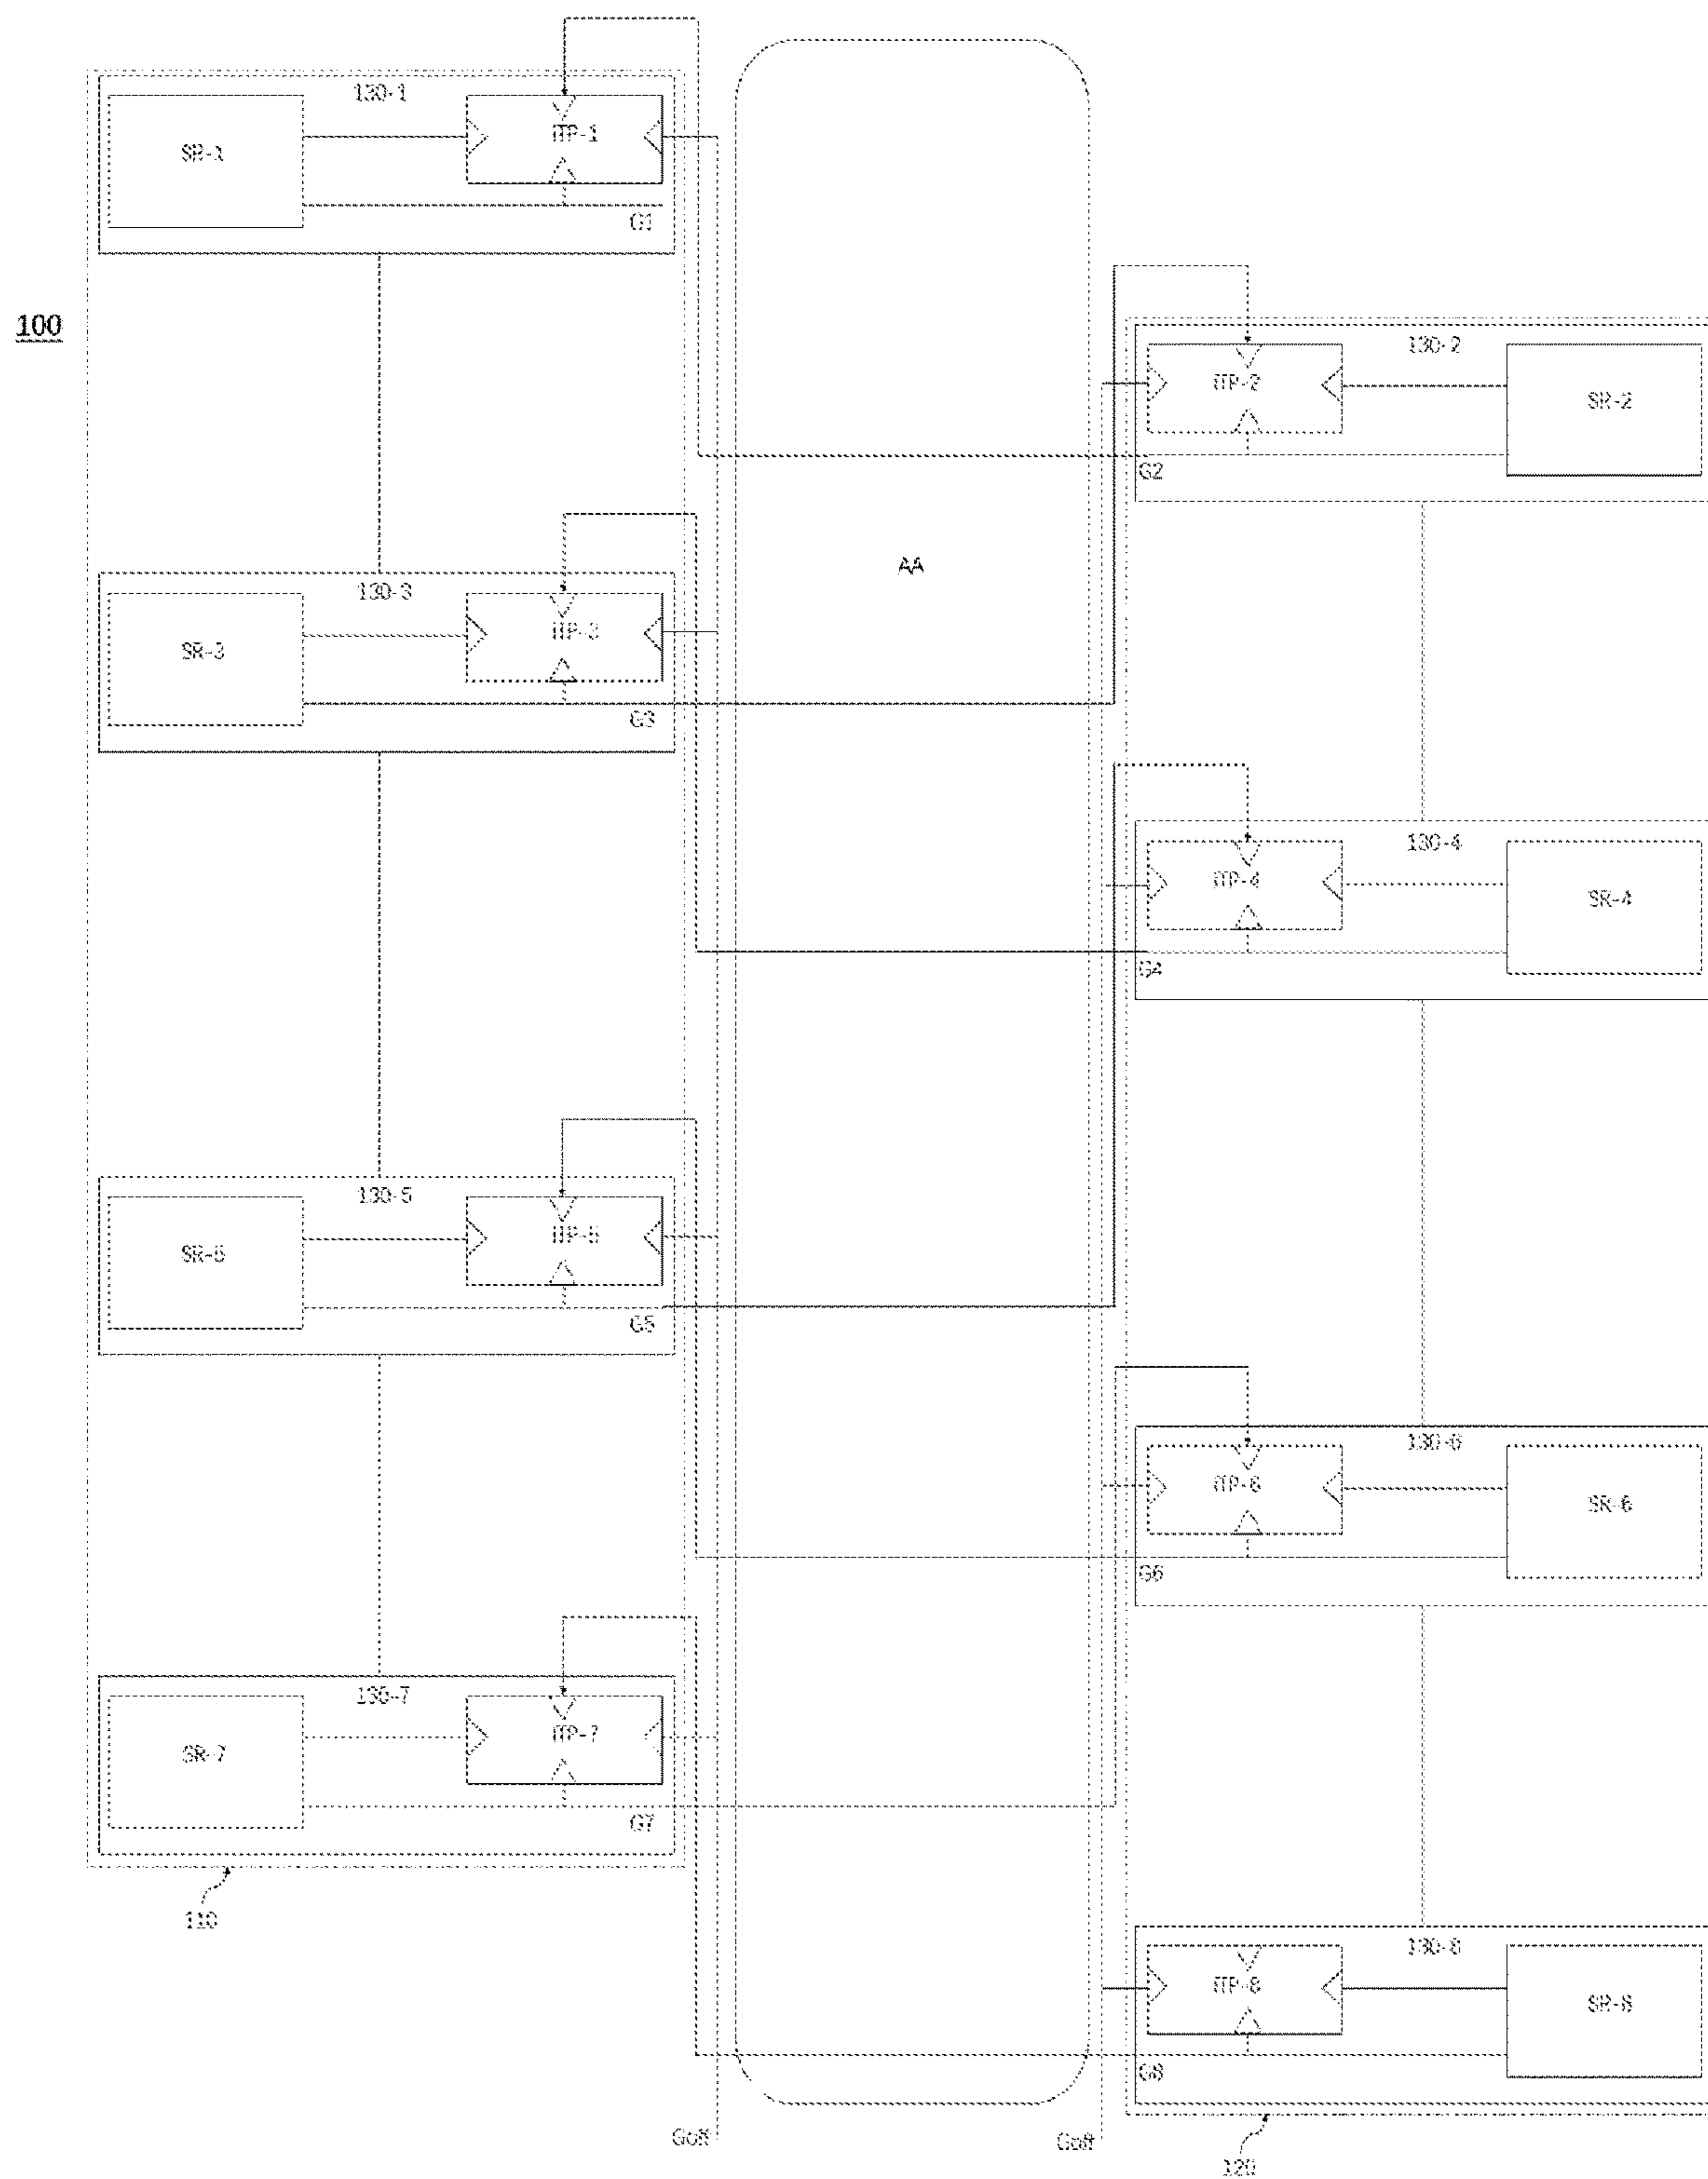 100
130-1
SR-1
ITP-1
G1
130-2
ITP-2
SR-2
G2
AA
130-3
SR-3
ITP-3
G3
130-4
ITP-4
SR-4
G4
130-5
SR-5
ITP-5
G5
130-6
ITP-6
SR-6
G6
130-7
SR-7
ITP-7
G7
110
130-8
ITP-8
SR-8
G8
Goff
Goff
120